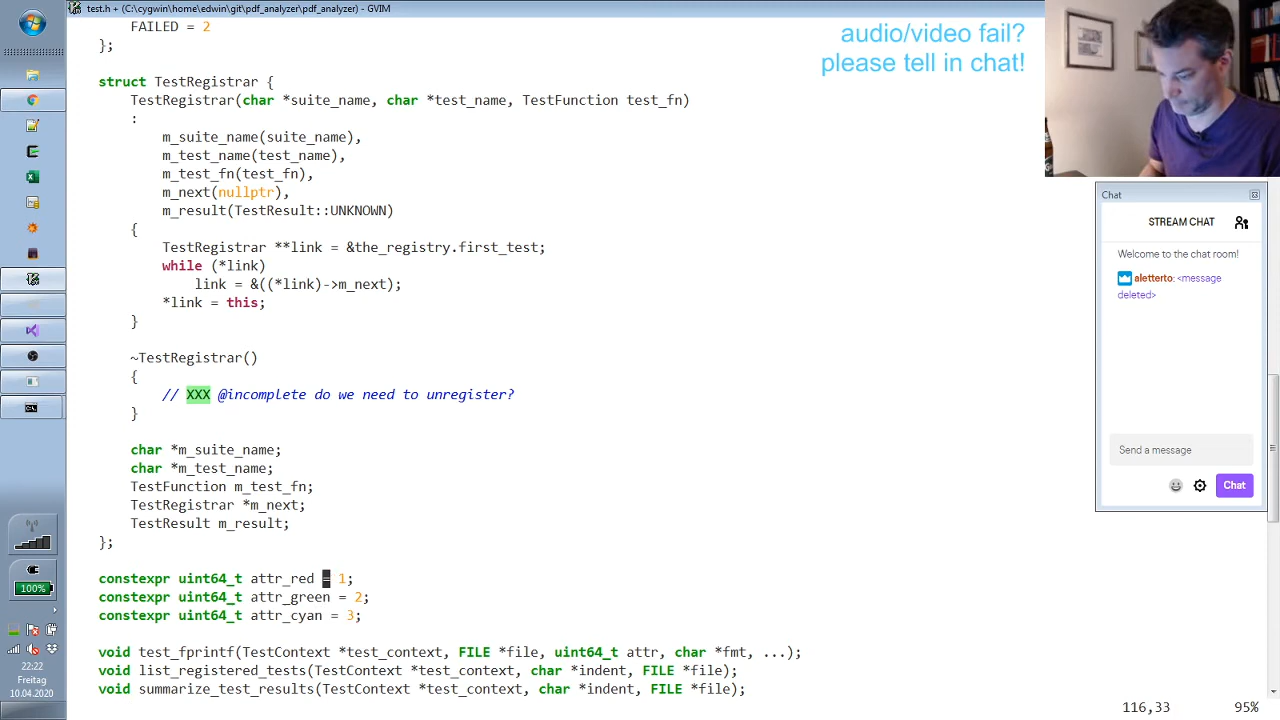 test.h + (C:\cygwin\home\edwin\git\pdf_analyzer\pdf_analyzer) - GVIM
FAILED = 2
};
struct TestRegistrar {
TestRegistrar(char *suite_name, char *test_name, TestFunction test_fn)
:
m_suite_name(suite_name),
m_test_name(test_name),
m_test_fn(test_fn),
m_next(nullptr),
m_result(TestResult::UNKNOWN)
{
TestRegistrar **link = &the_registry.first_test;
while (*link)
link = &((*link)->m_next);
*link = this;
}
~TestRegistrar()
{
// XXX @incomplete do we need to unregister?
}
char *m_suite_name;
char *m_test_name;
TestFunction m_test_fn;
TestRegistrar *m_next;
TestResult m_result;
};
constexpr uint64_t attr_red = 1;
constexpr uint64_t attr_green = 2;
constexpr uint64_t attr_cyan = 3;
void test_fprintf(TestContext *test_context, FILE *file, uint64_t attr, char *fmt, ...);
void list_registered_tests(TestContext *test_context, char *indent, FILE *file);
void summarize_test_results(TestContext *test_context, char *indent, FILE *file);
116,33
95%
audio/video fail?
please tell in chat!
Chat
STREAM CHAT
Welcome to the chat room!
aletterto: <message
deleted>
Send a message
Chat
100%
22:22
Freitag
10.04.2020